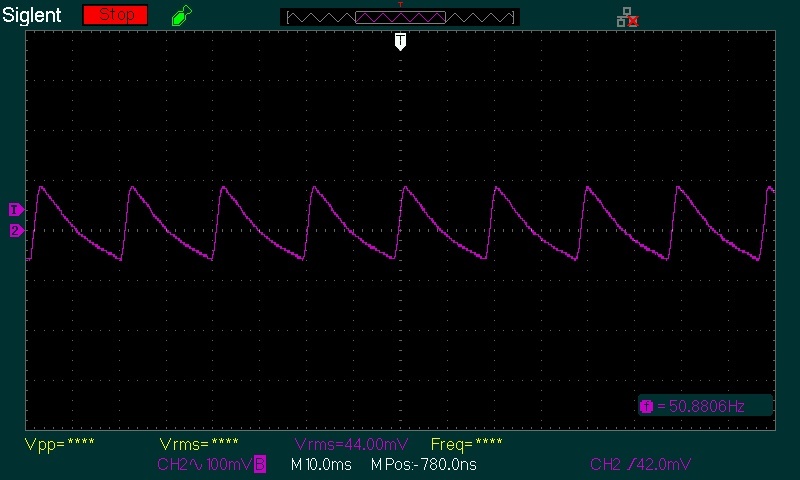 Siglent Stop
T
T
T
2
f = 50.8806Hz
Vpp=**** Vrms=**** Vrms=44.00mV Freq=****
CH2∿ 100mV B M 10.0ms M Pos:-780.0ns CH2 / 42.0mV